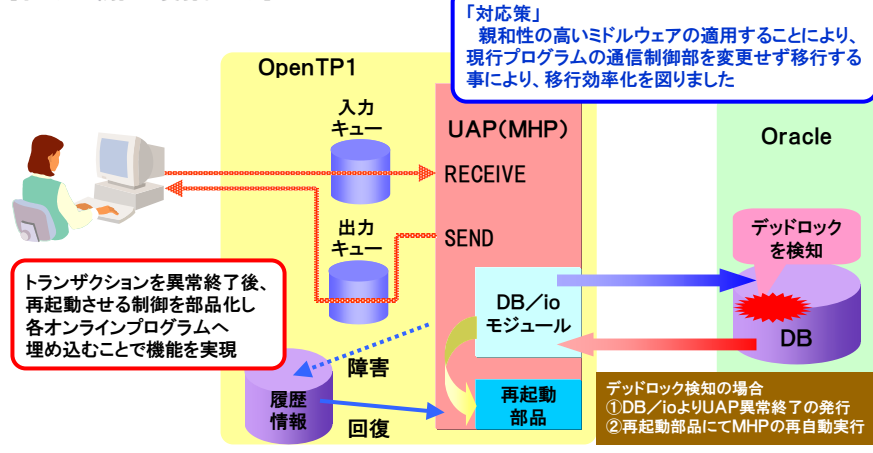 「対応策」
親和性の高いミドルウェアの適用することにより、
現行プログラムの通信制御部を変更せず移行する
事により、移行効率化を図りました
OpenTP1
入力
キュー
UAP(MHP)
Oracle
RECEIVE
出力
キュー
SEND
デッドロック
を検知
トランザクションを異常終了後、
再起動させる制御を部品化し
各オンラインプログラムへ
埋め込むことで機能を実現
DB/io
モジュール
DB
障害
履歴
情報
回復
再起動
部品
デッドロック検知の場合
①DB/ioよりUAP異常終了の発行
②再起動部品にてMHPの再自動実行